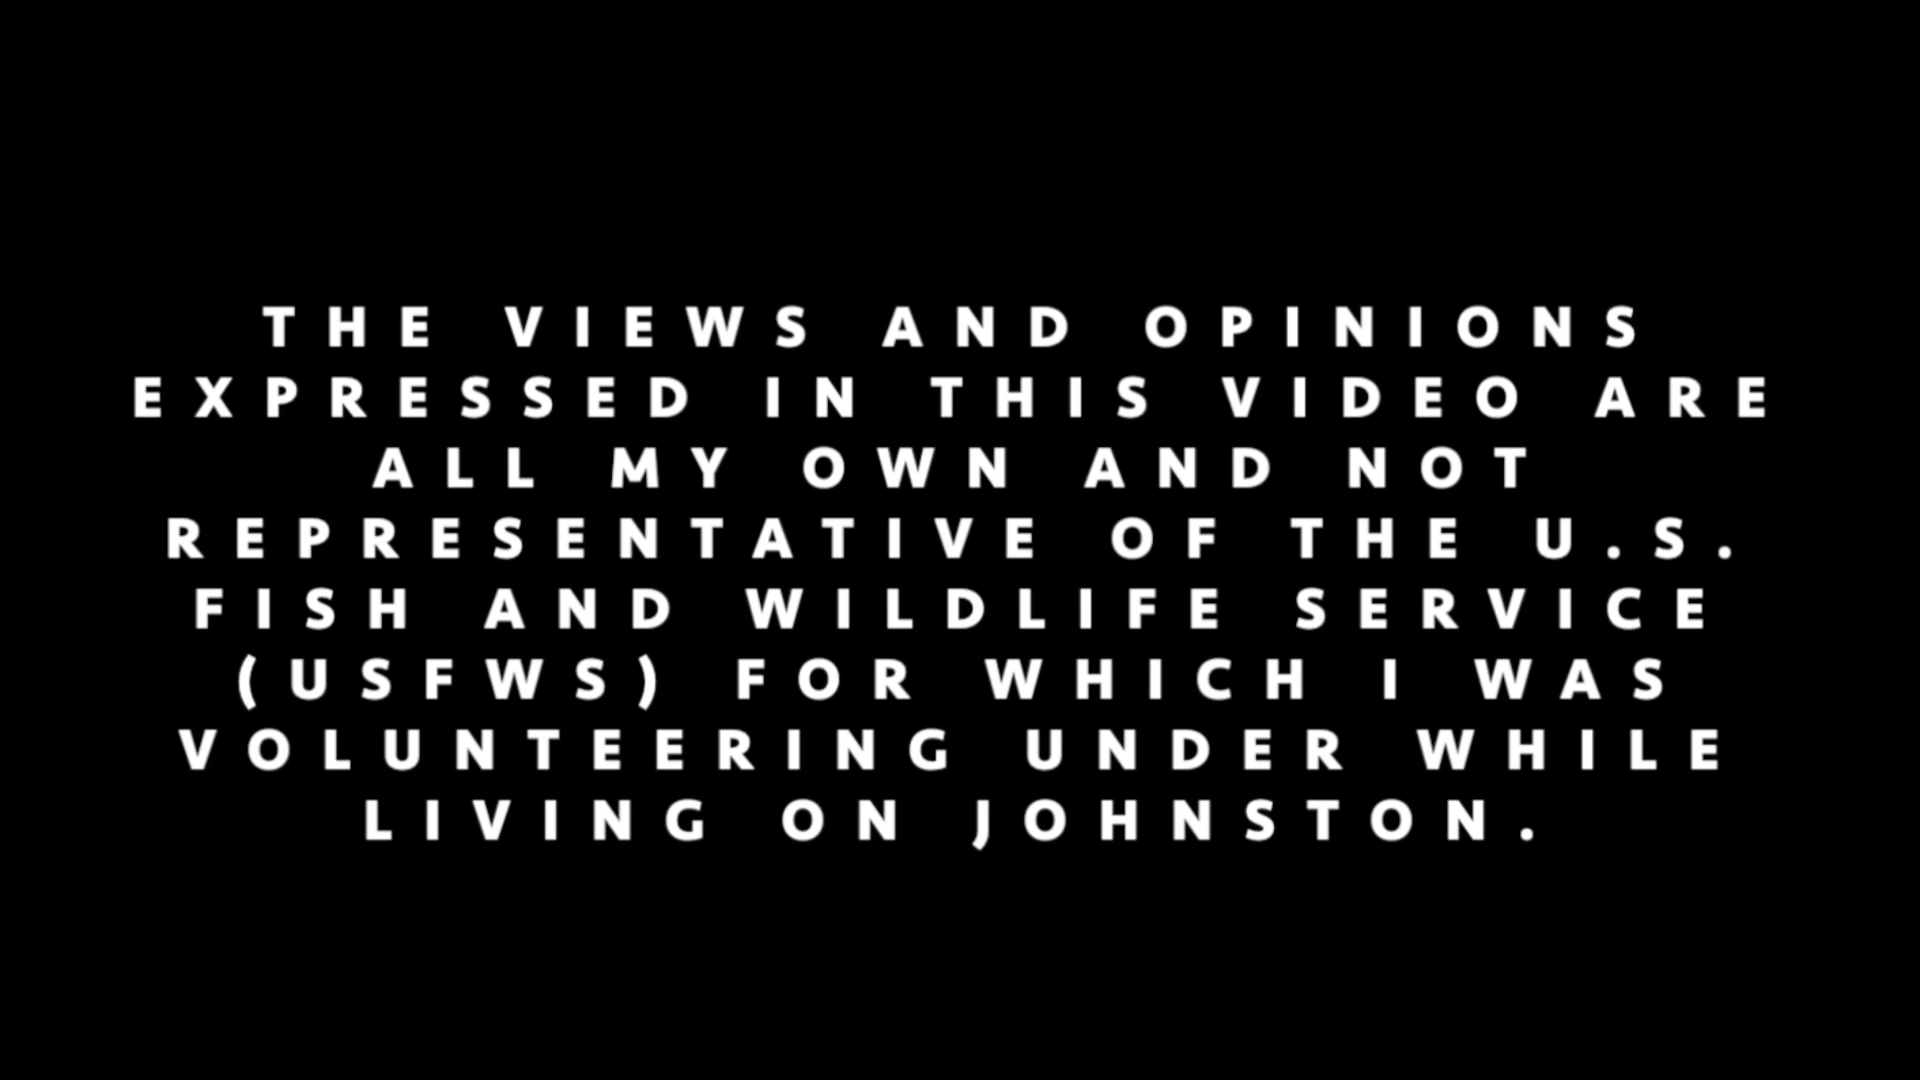 THE VIEWS AND OPINIONS
EXPRESSED IN THIS VIDEO ARE
ALL MY OWN AND NOT
REPRESENTATIVE OF THE U.S.
FISH AND WILDLIFE SERVICE
(USFWS) FOR WHICH I WAS
VOLUNTEERING UNDER WHILE
LIVING ON JOHNSTON.